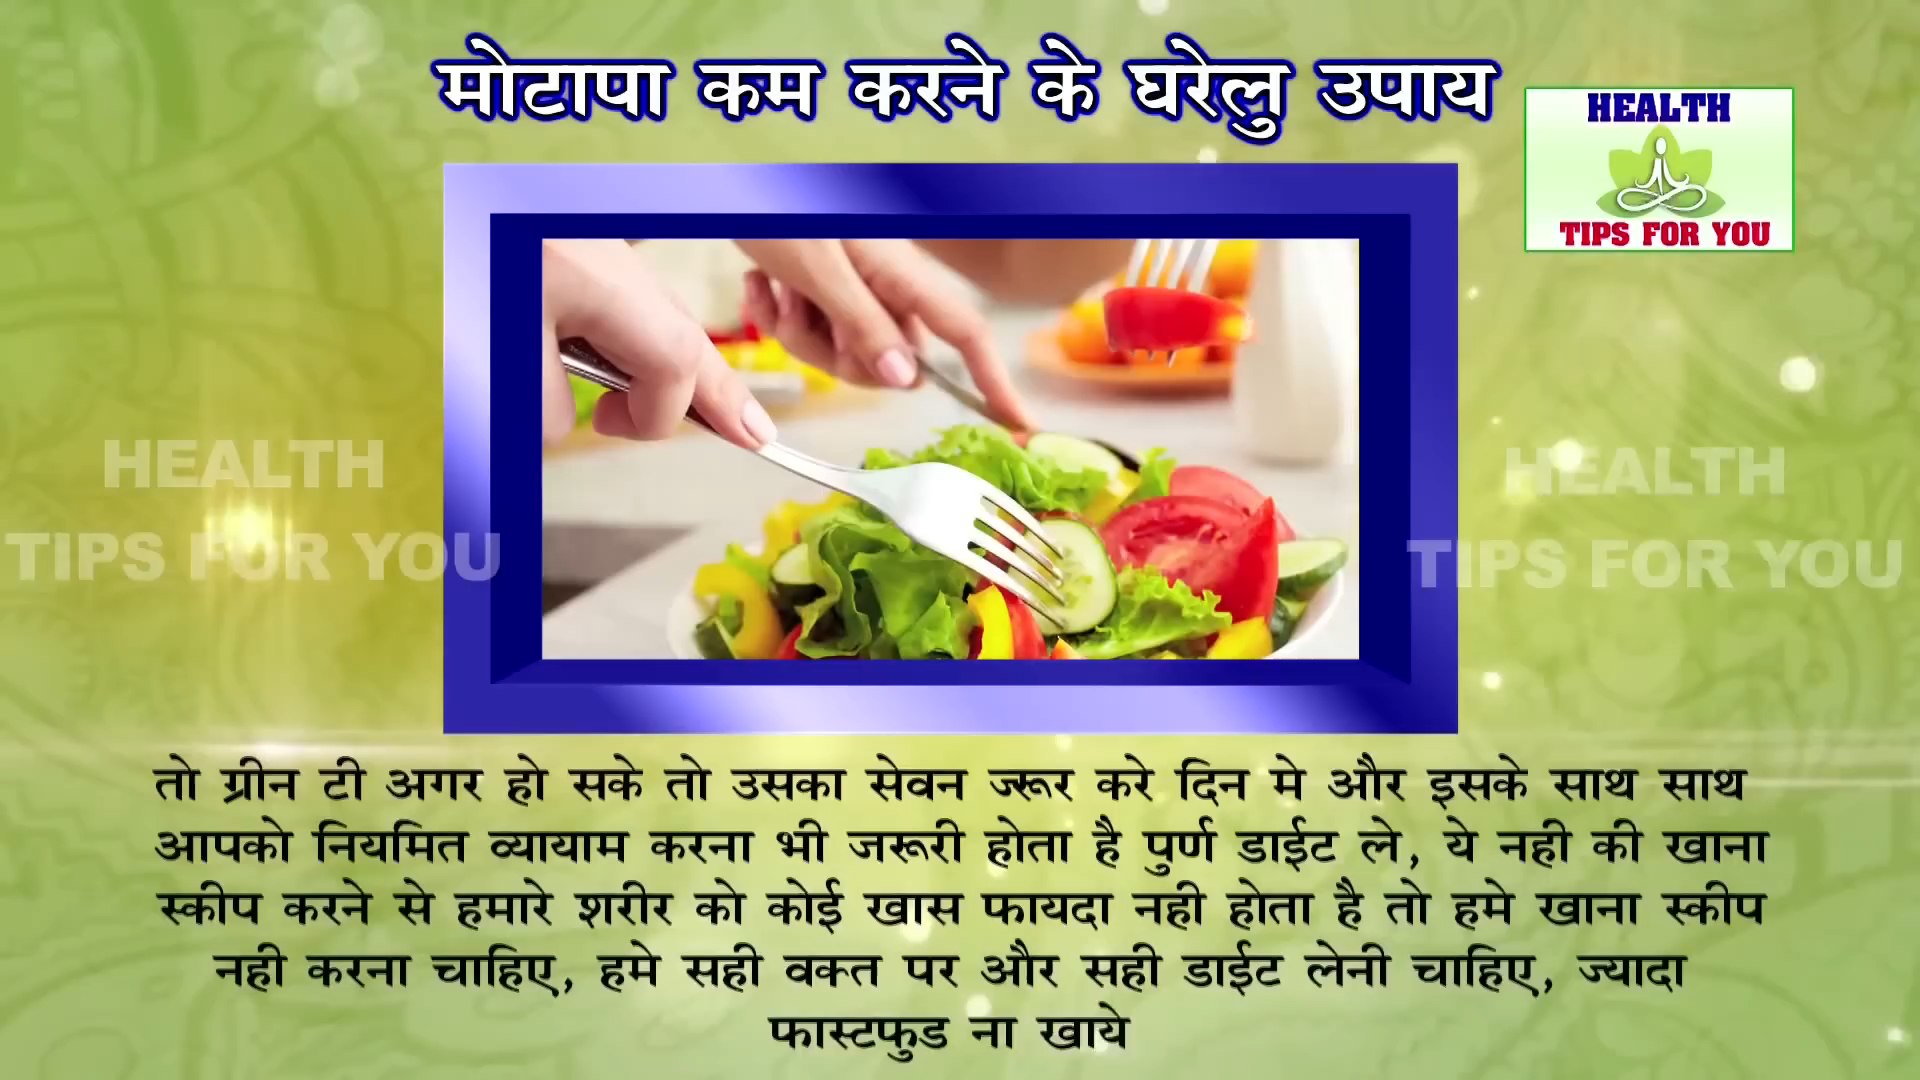 मोटापा कम करने के घरेलु उपाय
HEALTH
TIPS FOR YOU
HEALTH
TIPS FOR YOU
HEALTH
TIPS FOR YOU
तो ग्रीन टी अगर हो सके तो उसका सेवन ज्रूर करे दिन मे और इसके साथ साथ
आपको नियमित व्यायाम करना भी जरूरी होता है पुर्ण डाईट ले, ये नही की खाना
स्कीप करने से हमारे शरीर को कोई खास फायदा नही होता है तो हमे खाना स्कीप
नही करना चाहिए, हमे सही वक्त पर और सही डाईट लेनी चाहिए, ज्यादा
फास्टफुड ना खाये